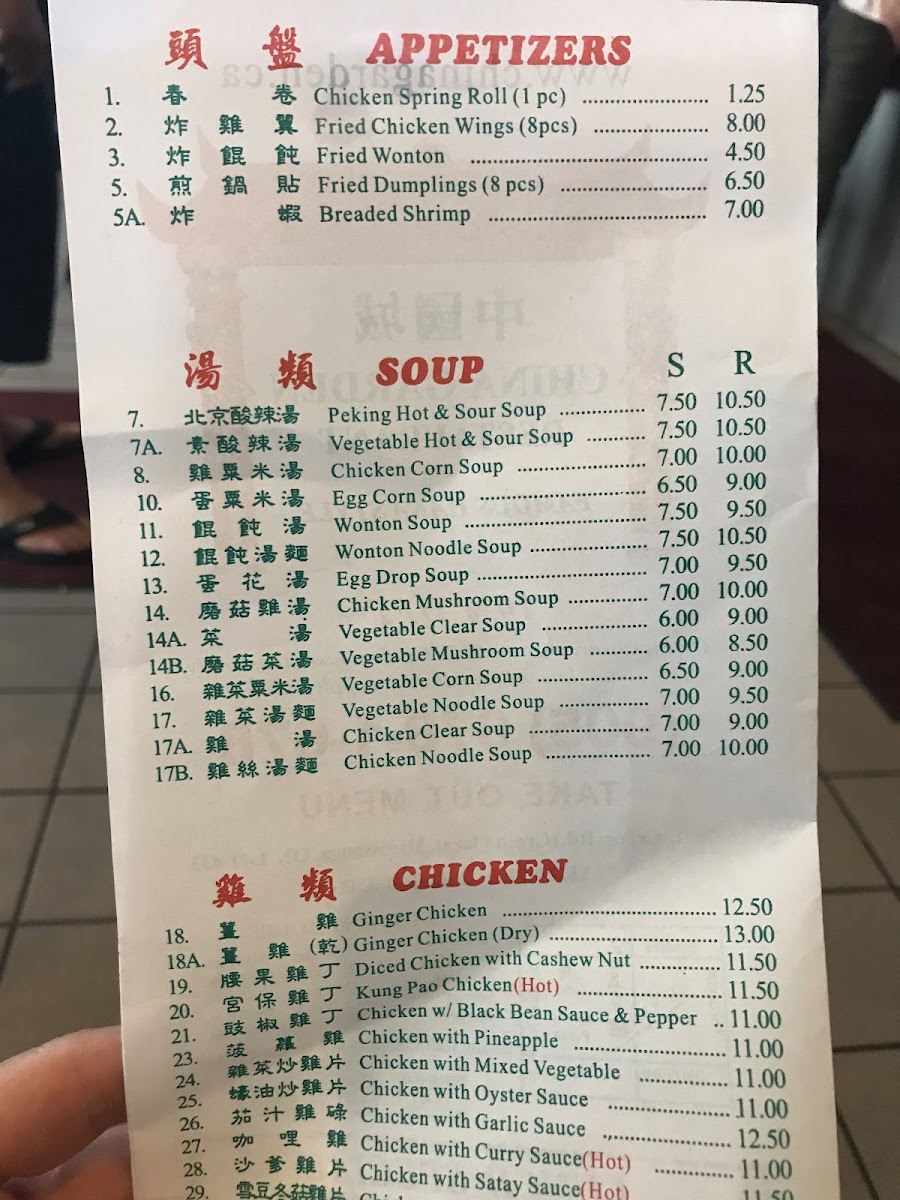 頭盤 APPETIZERS
1. 春卷 Chicken Spring Roll (1 pc) ........ 1.25
2. 炸雞翼 Fried Chicken Wings (8pcs) ........ 8.00
3. 炸餛飩 Fried Wonton ........ 4.50
5. 煎鍋貼 Fried Dumplings (8 pcs) ........ 6.50
5A. 炸蝦 Breaded Shrimp ........ 7.00
湯類 SOUP S R
7. 北京酸辣湯 Peking Hot & Sour Soup ........ 7.50 10.50
7A. 素酸辣湯 Vegetable Hot & Sour Soup ........ 7.50 10.50
8. 雞粟米湯 Chicken Corn Soup ........ 7.00 10.00
10. 蛋粟米湯 Egg Corn Soup ........ 6.50 9.00
11. 餛飩湯 Wonton Soup ........ 7.50 9.50
12. 餛飩湯麵 Wonton Noodle Soup ........ 7.50 10.50
13. 蛋花湯 Egg Drop Soup ........ 7.00 9.50
14. 磨菇雞湯 Chicken Mushroom Soup ........ 7.00 10.00
14A. 菜湯 Vegetable Clear Soup ........ 6.00 9.00
14B. 磨菇菜湯 Vegetable Mushroom Soup ........ 6.00 8.50
16. 雜菜粟米湯 Vegetable Corn Soup ........ 6.50 9.00
17. 雜菜湯麵 Vegetable Noodle Soup ........ 7.00 9.50
17A. 雞湯 Chicken Clear Soup ........ 7.00 9.00
17B. 雞絲湯麵 Chicken Noodle Soup ........ 7.00 10.00
雞類 CHICKEN
18. 薑雞 Ginger Chicken ........ 12.50
18A. 薑雞(乾) Ginger Chicken (Dry) ........ 13.00
19. 腰果雞丁 Diced Chicken with Cashew Nut ........ 11.50
20. 宮保雞丁 Kung Pao Chicken(Hot) ........ 11.50
21. 豉椒雞丁 Chicken w/ Black Bean Sauce & Pepper .. 11.00
23. 菠蘿雞 Chicken with Pineapple ........ 11.00
24. 雜菜炒雞片 Chicken with Mixed Vegetable ........ 11.00
25. 蠔油炒雞片 Chicken with Oyster Sauce ........ 11.00
26. 茄汁雞碌 Chicken with Garlic Sauce ........ 12.50
27. 咖哩雞 Chicken with Curry Sauce(Hot) ........ 11.00
28. 沙爹雞片 Chicken with Satay Sauce(Hot) 11.50
29. 雪豆冬菇雞片